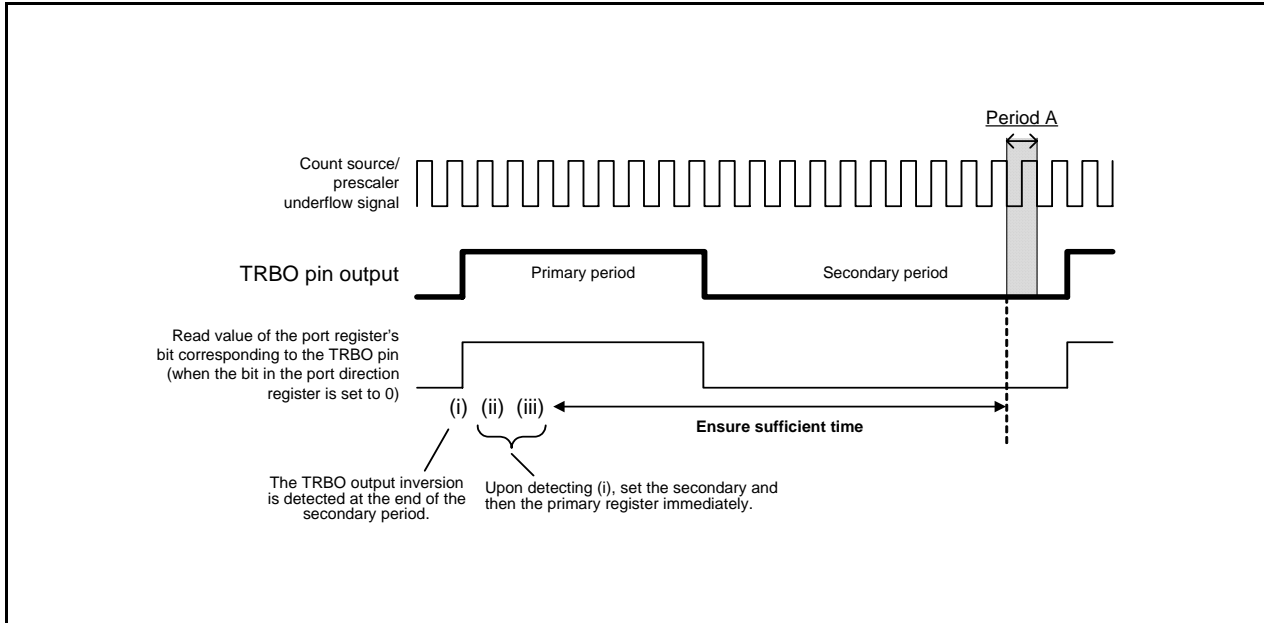 Period A
Count source/
prescaler
underflow signal
TRBO pin output
Primary period
Secondary period
Read value of the port register's
bit corresponding to the TRBO pin
(when the bit in the port direction
register is set to 0)
(i) (ii) (iii)
Ensure sufficient time
The TRBO output inversion
is detected at the end of the
secondary period.
Upon detecting (i), set the secondary and
then the primary register immediately.